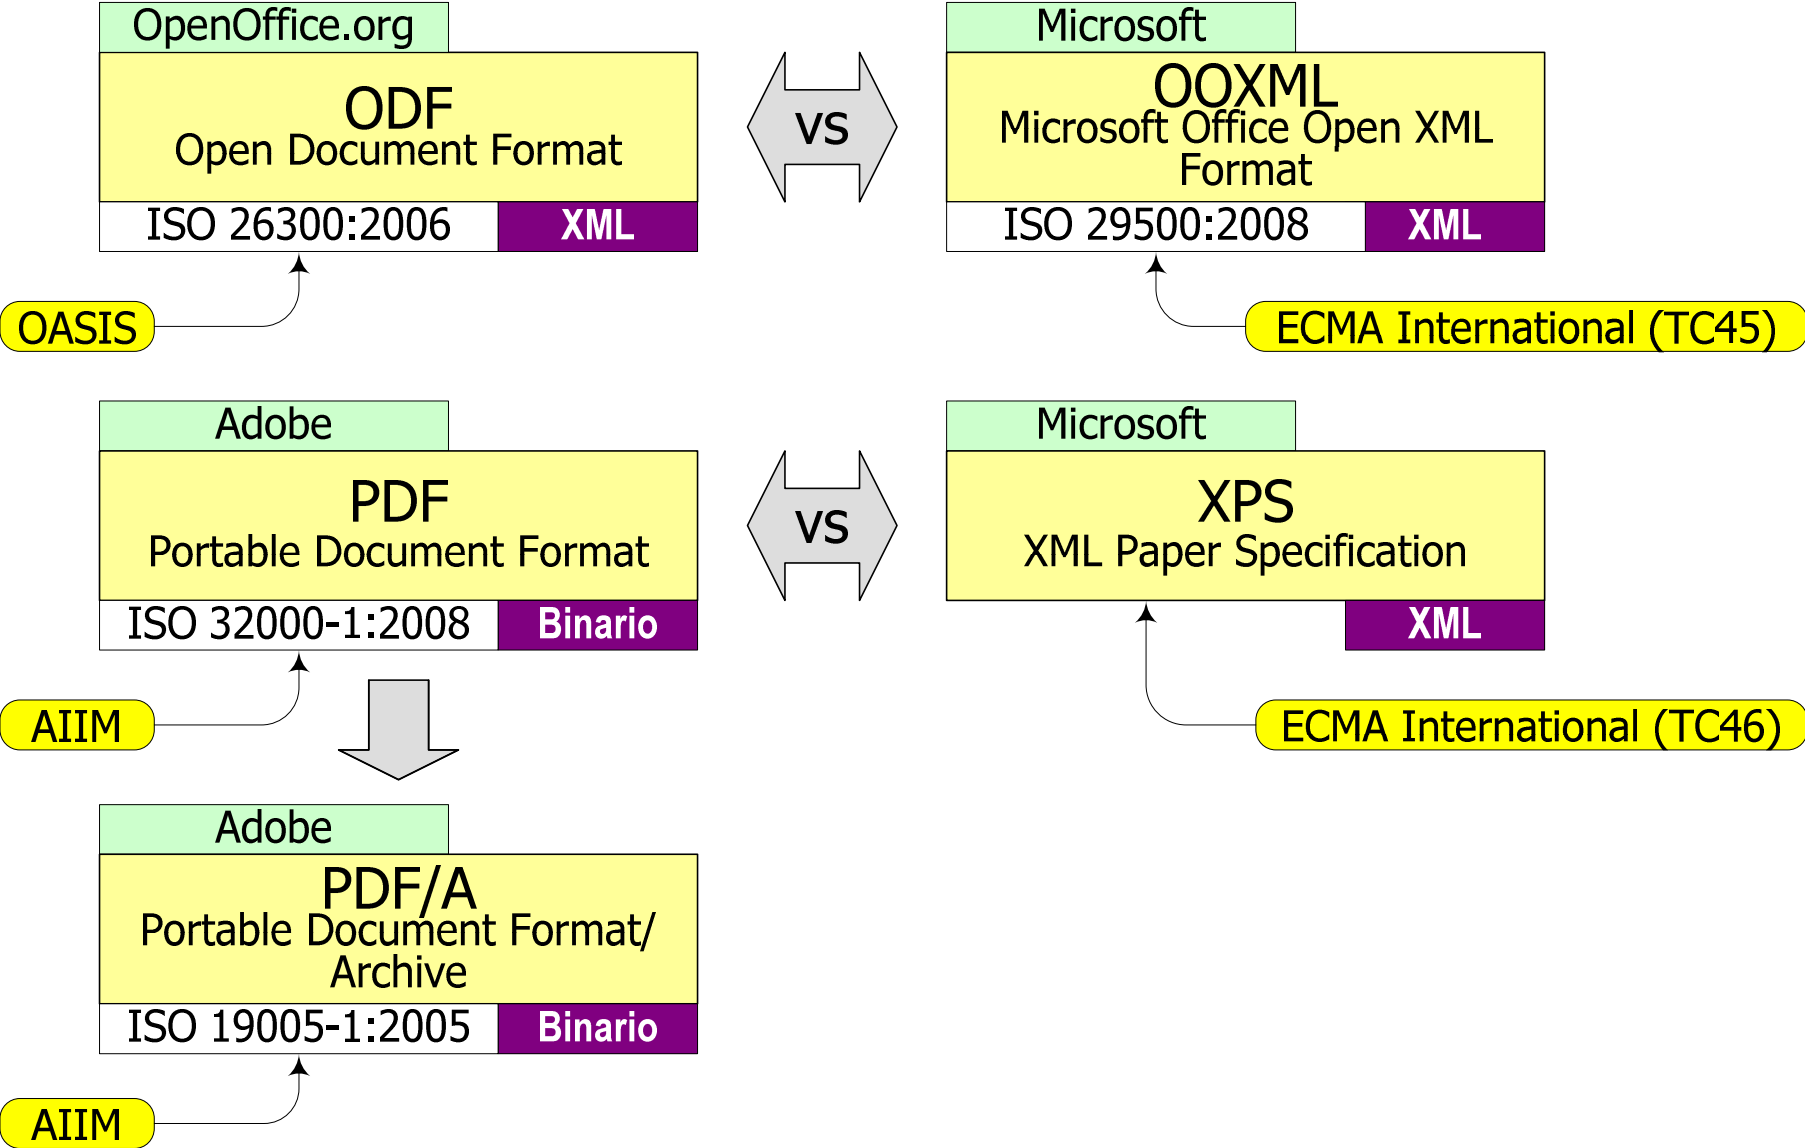 OpenOffice.org
ODF
Open Document Format
ISO 26300:2006
XML
OASIS
vs
Microsoft
OOXML
Microsoft Office Open XML
Format
ISO 29500:2008
XML
ECMA International (TC45)
Adobe
PDF
Portable Document Format
ISO 32000-1:2008
Binario
AIIM
vs
Microsoft
XPS
XML Paper Specification
XML
ECMA International (TC46)
Adobe
PDF/A
Portable Document Format/
Archive
ISO 19005-1:2005
Binario
AIIM